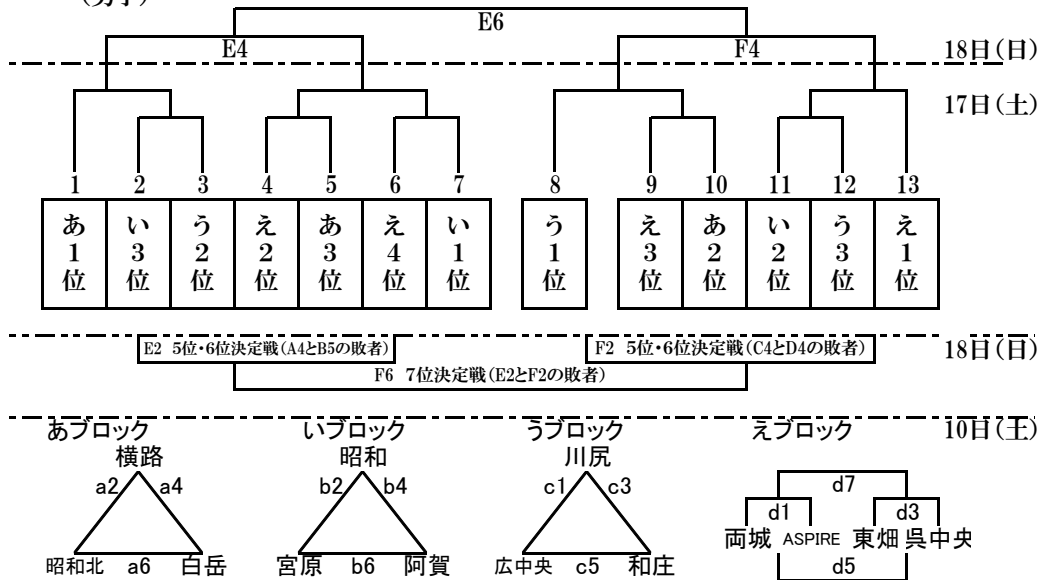 E6
E4 F4 18日(日)
17日(土)
1 2 3 4 5 6 7 8 9 10 11 12 13
あ1位 い3位 う2位 え2位 あ3位 え4位 い1位 う1位 え3位 あ2位 い2位 う3位 え1位
E2 5位・6位決定戦(A4とB5の敗者) F2 5位・6位決定戦(C4とD4の敗者) 18日(日)
F6 7位決定戦(E2とF2の敗者)
あブロック いブロック うブロック えブロック 10日(土)
横路 昭和 川尻
a2 a4 b2 b4 c1 c3 d7
d1 d3
両城 ASPIRE 東畑 呉中央
昭和北 a6 白岳 宮原 b6 阿賀 広中央 c5 和庄 d5